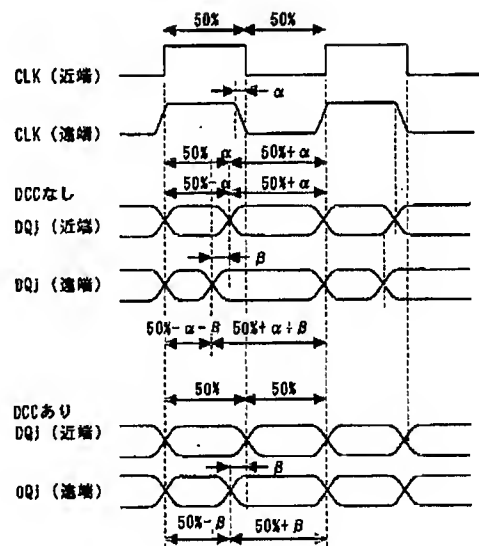 50% 50%
CLK (近端)
α
CLK (遠端)
50%-α 50%+α
DCCなし
50%-α 50%+α
DQj (近端)
β
DQj (遠端)
50%-α-β 50%+α+β
50% 50%
DCCあり
DQj (近端)
β
DQj (遠端)
50%-β 50%+β